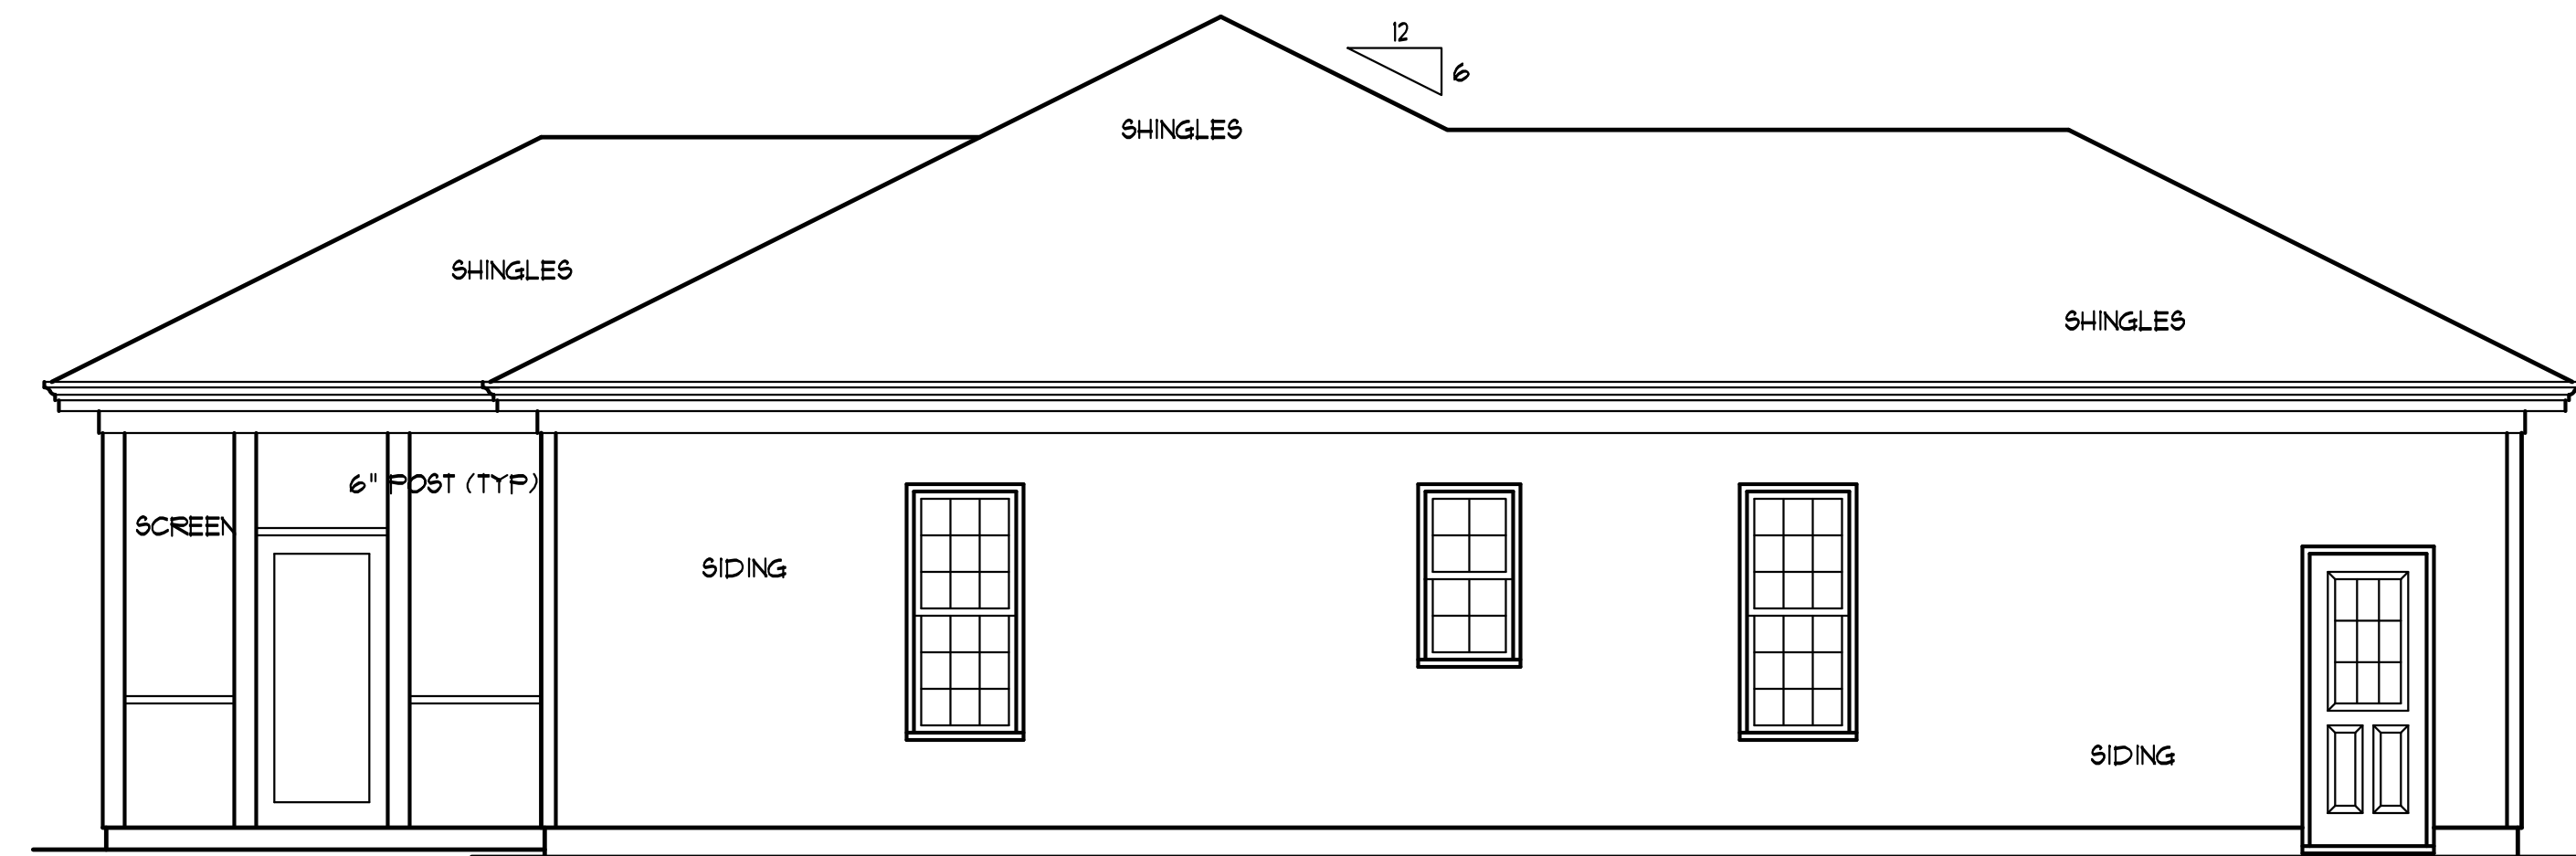 12
6
SHINGLES
SHINGLES
SHINGLES
6" POST (TYP)
SCREEN
SIDING
SIDING